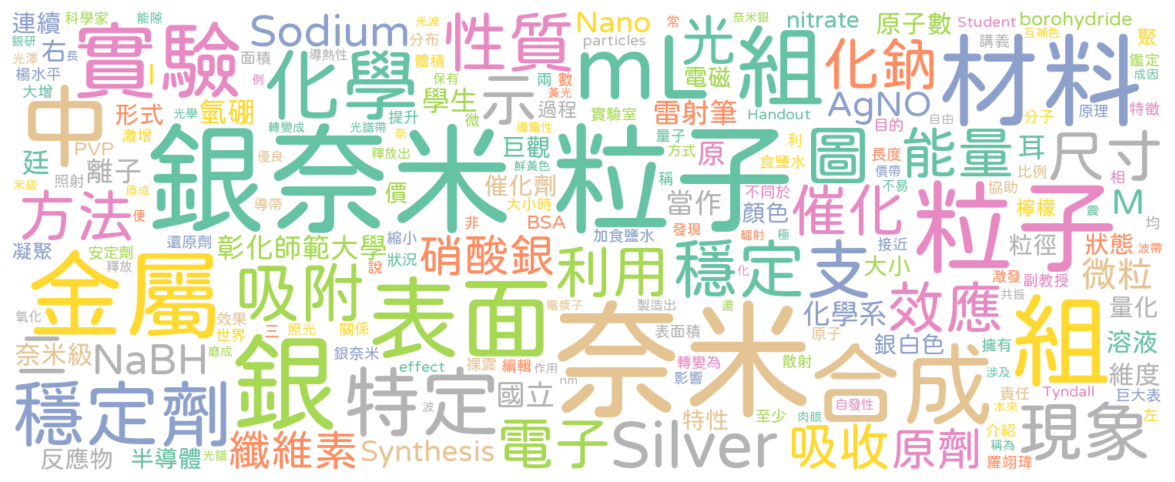 連續 科學家 能隙 Sodium 光波 性質 Nano 奈米銀 常 nitrate 原子數 Student borohydride
銀研 右 長 實驗 面積 導熱性 分布 particles mL 光 組 化鈉 互補色 講義 材料 聚
光澤 楊水平 例 化學 體積 保有 兩 數 電磁 鑑定
大增 中 形式 氫硼 學生 示 過程 黃光 雷射筆 AgNO 成因
激增 光學 提升 微 實驗室 Handout 原理 特徵
PVP 轉變成 光譜帶 奈 導電性 量子 利 目的 自由 分子
廷 離子 優良 釋放出 巨觀 方式 原 食鹽水 圖 長度 能量 耳 尺寸
米級 照射 原成 銀奈米粒子 鮮黃色 稱 價帶 比例
方法 便 導帶 價 催化劑 當作 不同於 催化 不易 協助 相
還原劑 大小時 非 BSA 發現 顏色 粒子 檸檬 震 M
凝聚 安定劑 彰化師範大學 縮小 加食鹽水 輻射 極 接近 粒徑 狀態 均 波帶
釋放 說 狀況 硝酸銀 利用 穩定 支 大小 激發 副教授 微粒
金屬 吸附 表面 化 效應 共振 量化
氧化 效果 三 電漿子 製造出 盪 化學系 組
二 世界 照光 關係 奈米 表面積 原子 銀白色 擁有 溶液
奈米級 NaBH 磨成 銀 銀奈米 裸露 編輯 作用 轉變為 散射 合成 涉及 維度
effect nm 影響 責任 Tyndall 巨大表
穩定劑 特定 波 國立 特性 至少 肉眼 自發性 本來 左
纖維素 電子 Silver 介紹 現象
反應物 半導體 光譜 Synthesis 吸收 原劑 稱為 羅翊瑋